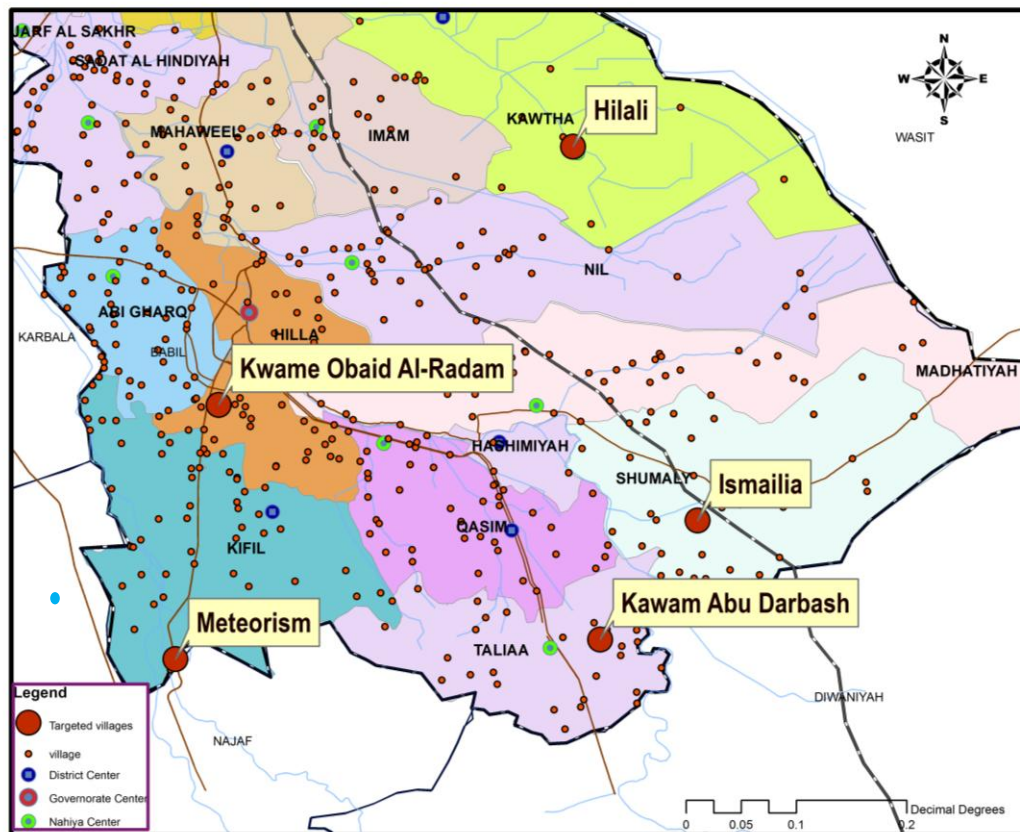 JARF AL SAKHR
SADAT AL HINDIYAH
N
W E
S
Hilali
KAWTHA
MAHAWEEL
IMAM
WASIT
NIL
ABI GHARQ
HILLA
KARBALA
BABIL
Kwame Obaid Al-Radam
MADHATIYAH
HASHIMIYAH
SHUMALY
Ismailia
QASIM
KIFIL
Kawam Abu Darbash
Meteorism
TALIAA
DIWANIYAH
NAJAF
Legend
Targeted villages
village
District Center
Governorate Center
Nahiya Center
Decimal Degrees
0 0.05 0.1 0.2